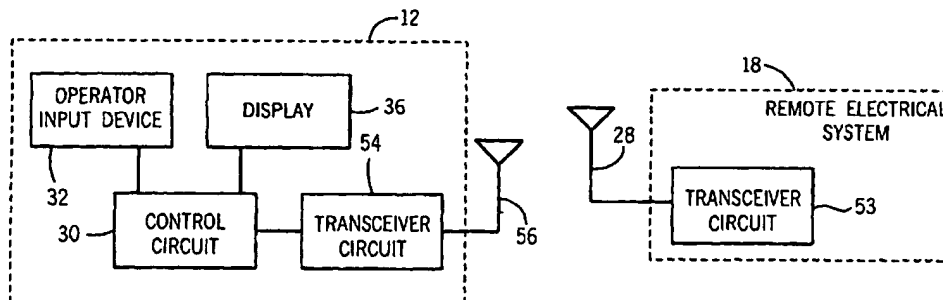 12
OPERATOR
INPUT DEVICE
32
DISPLAY
36
54
CONTROL
CIRCUIT
30
TRANSCEIVER
CIRCUIT
56
28
18
REMOTE ELECTRICAL
SYSTEM
TRANSCEIVER
CIRCUIT
53